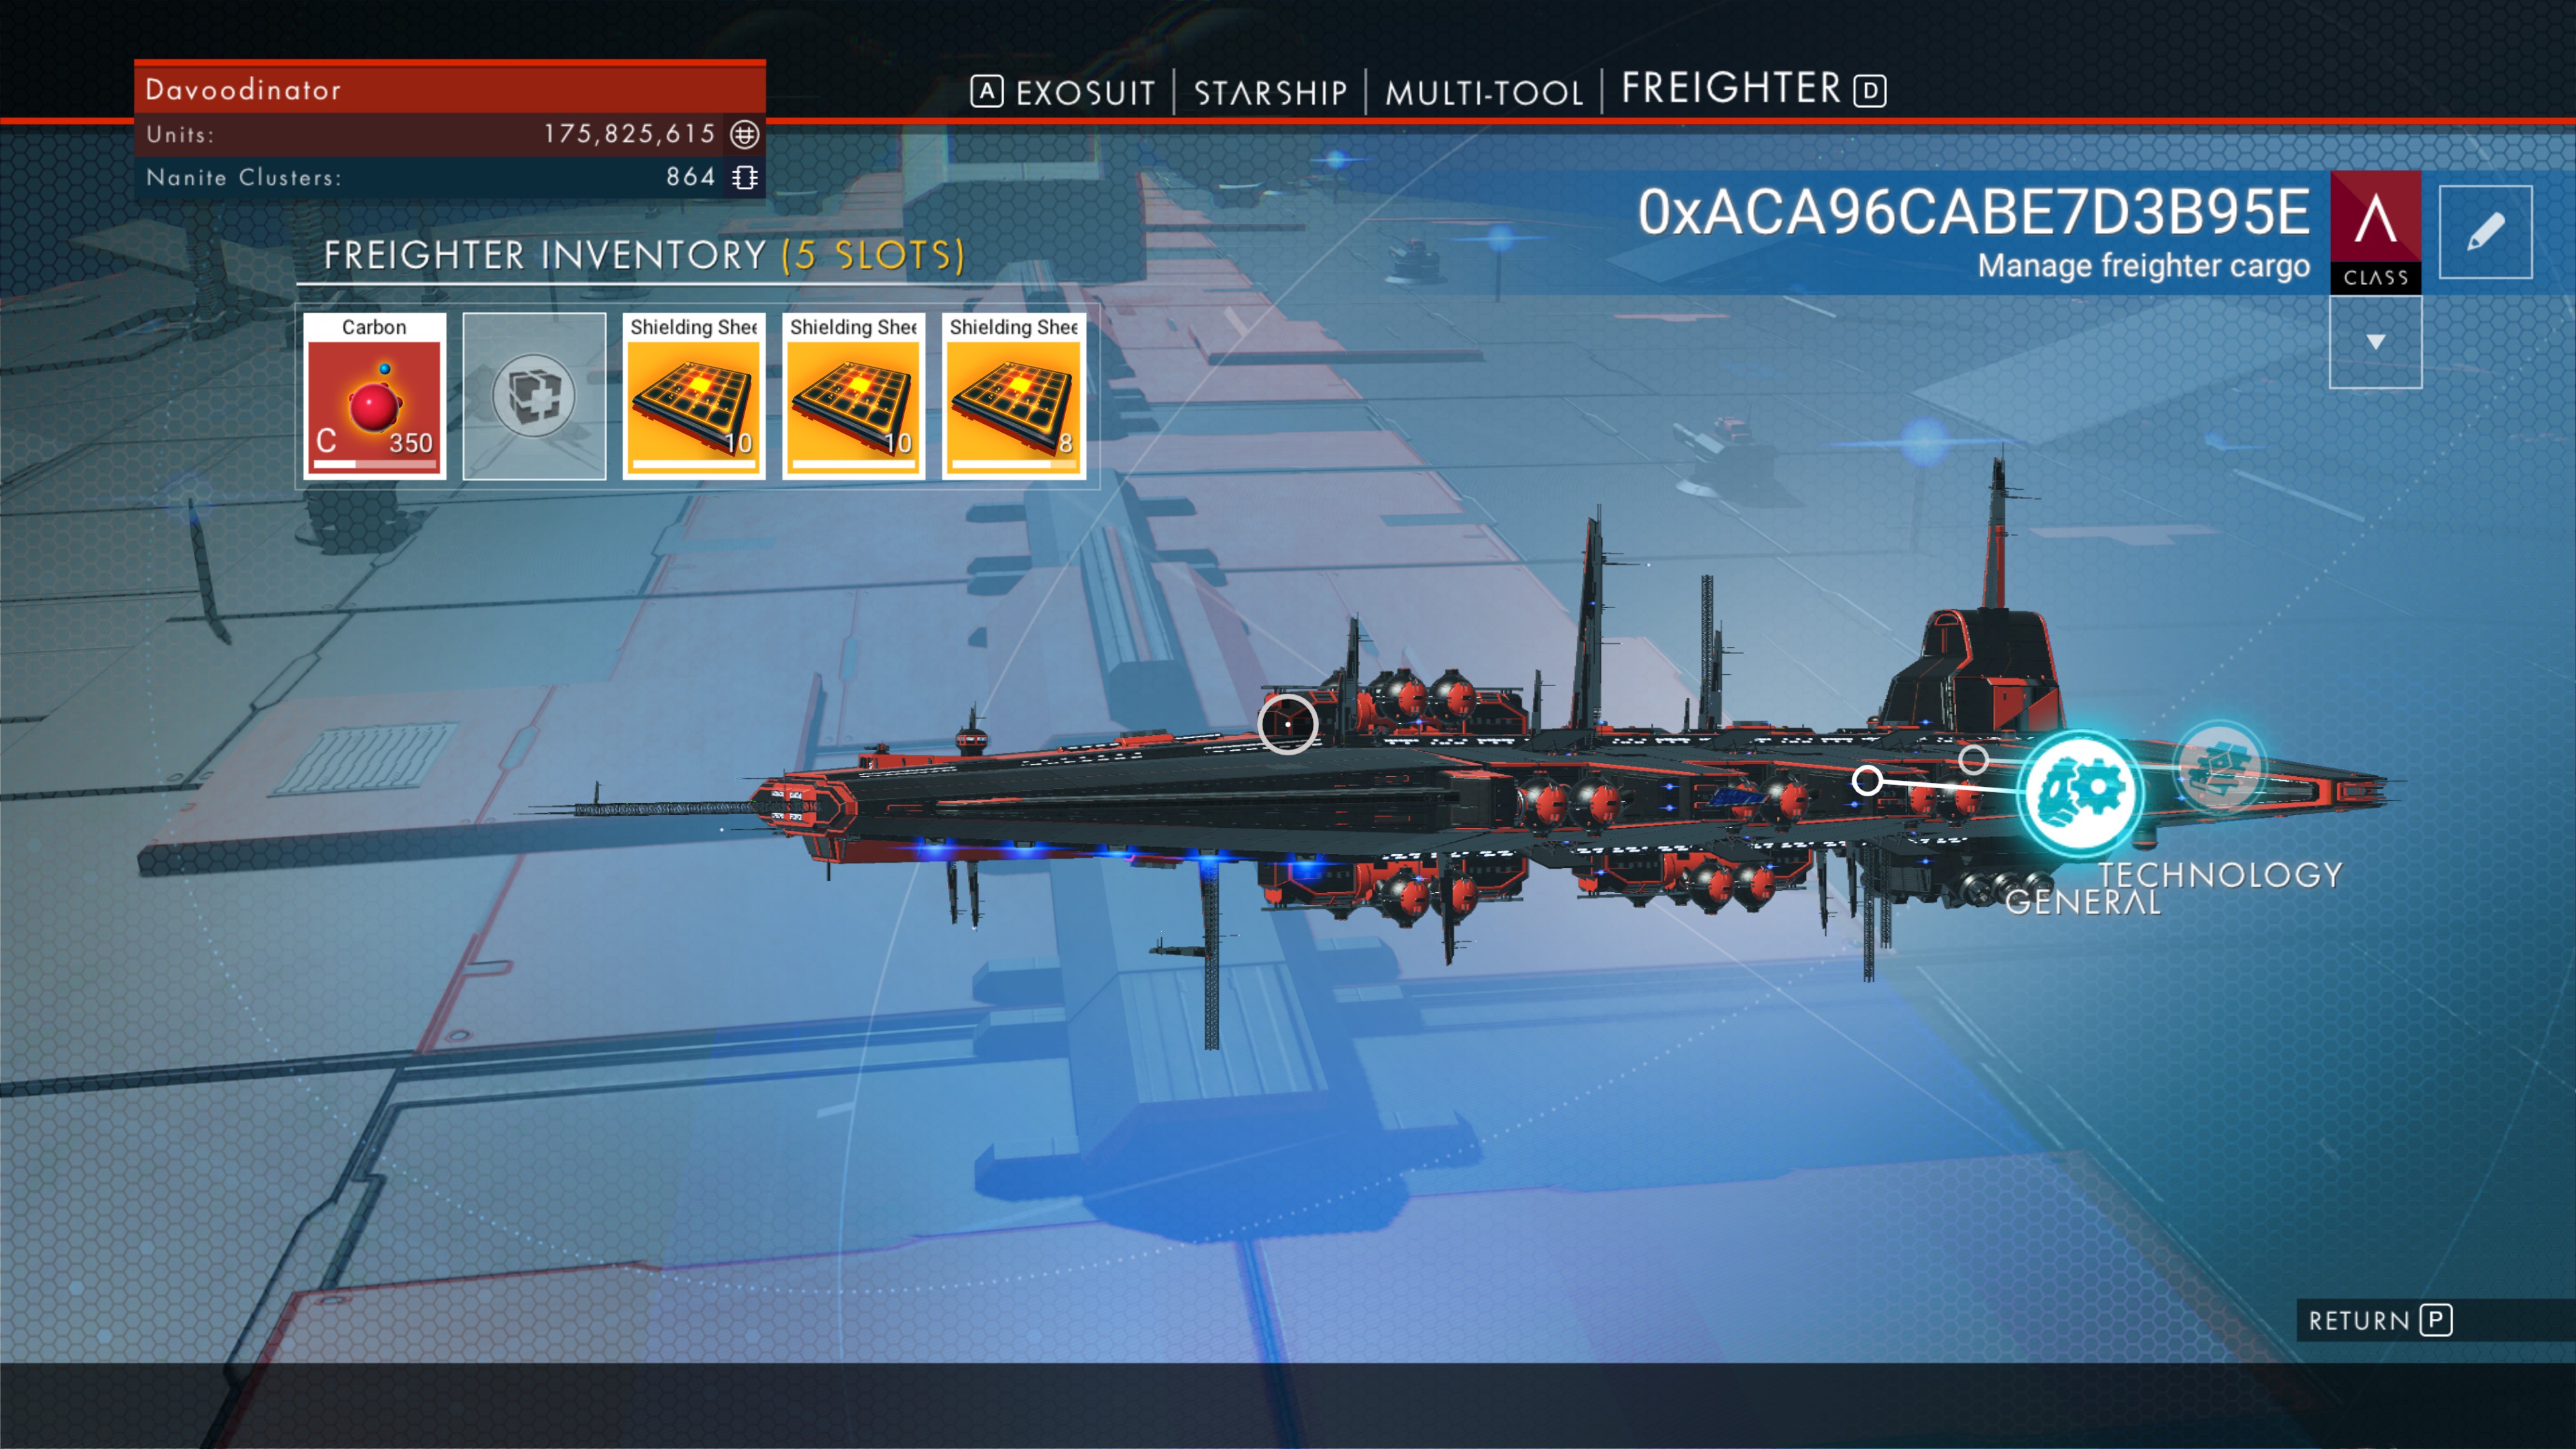 Davoodinator
Units: 175,825,615
Nanite Clusters: 864
A EXOSUIT STARSHIP MULTI-TOOL FREIGHTER D
0xACA96CABE7D3B95E
Manage freighter cargo
A
CLASS
FREIGHTER INVENTORY (5 SLOTS)
Carbon
C 350
Shielding Shee
10
Shielding Shee
10
Shielding Shee
8
TECHNOLOGY
GENERAL
RETURN P